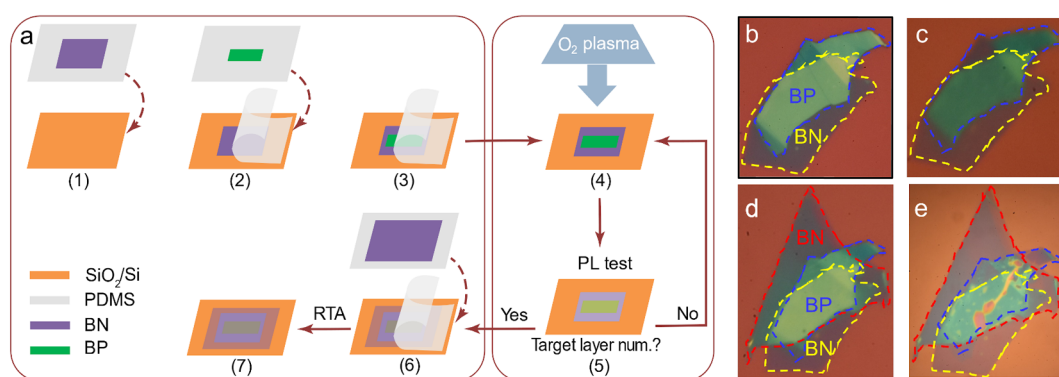 a
O₂ plasma
(1)
(2)
(3)
(4)
PL test
SiO₂/Si
PDMS
BN
BP
RTA
Yes
No
Target layer num.?
(7)
(6)
(5)
b
BP
BN
c
d
BN
BP
BN
e